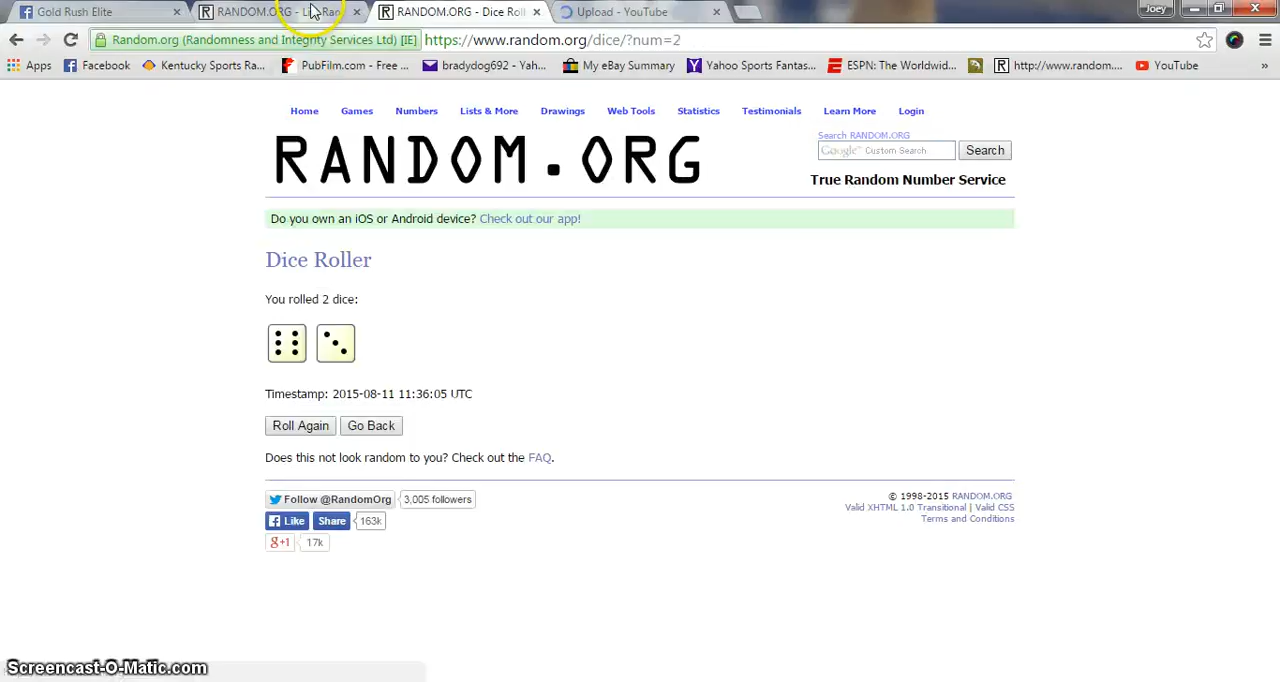 Gold Rush Elite
RANDOM.ORG - Li
RANDOM.ORG - Dice Roll
Upload - YouTube
Joey
Random.org (Randomness and Integrity Services Ltd) [IE]
https://www.random.org/dice/?num=2
Apps
Facebook
Kentucky Sports Ra...
PubFilm.com - Free ...
bradydog692 - Yah...
My eBay Summary
Yahoo Sports Fantas...
ESPN: The Worldwid...
http://www.random....
YouTube
»
Home Games Numbers Lists & More Drawings Web Tools Statistics Testimonials Learn More Login
RANDOM.ORG
Search RANDOM.ORG
Google Custom Search
Search
True Random Number Service
Do you own an iOS or Android device? Check out our app!
Dice Roller
You rolled 2 dice:
Timestamp: 2015-08-11 11:36:05 UTC
Roll Again Go Back
Does this not look random to you? Check out the FAQ.
Follow @RandomOrg 3,005 followers
Like Share 163k
g+1 17k
© 1998-2015 RANDOM.ORG
Valid XHTML 1.0 Transitional | Valid CSS
Terms and Conditions
Screencast-O-Matic.com